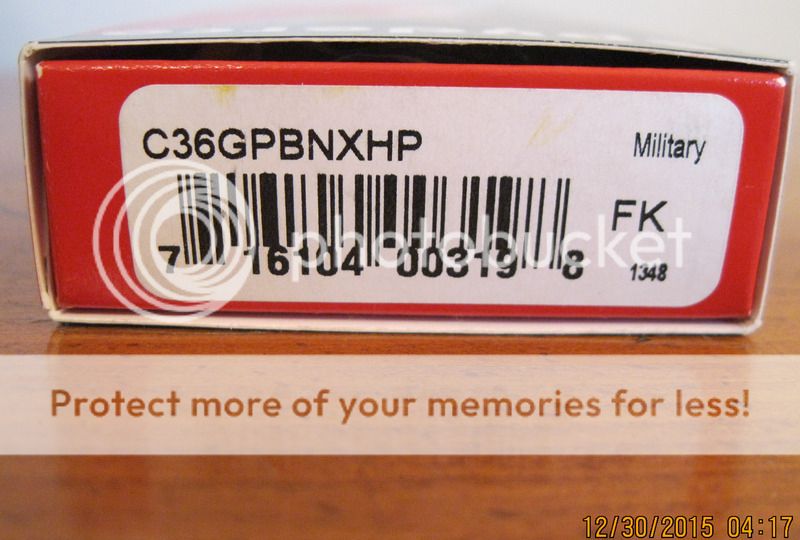 C36GPBNXHP
Military
FK
7 16104 00319 8
1348
photobucket
Protect more of your memories for less!
12/30/2015 04:17